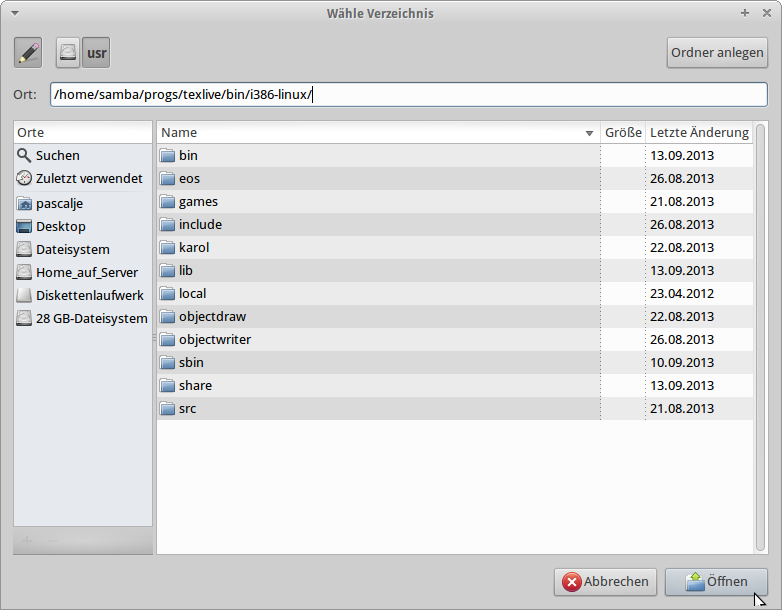 Wähle Verzeichnis
usr
Ordner anlegen
Ort: /home/samba/progs/texlive/bin/i386-linux/
Orte
Suchen
Zuletzt verwendet
pascalje
Desktop
Dateisystem
Home_auf_Server
Diskettenlaufwerk
28 GB-Dateisystem
Name Größe Letzte Änderung
bin 13.09.2013
eos 26.08.2013
games 21.08.2013
include 26.08.2013
karol 22.08.2013
lib 13.09.2013
local 23.04.2012
objectdraw 22.08.2013
objectwriter 26.08.2013
sbin 10.09.2013
share 13.09.2013
src 21.08.2013
Abbrechen Öffnen